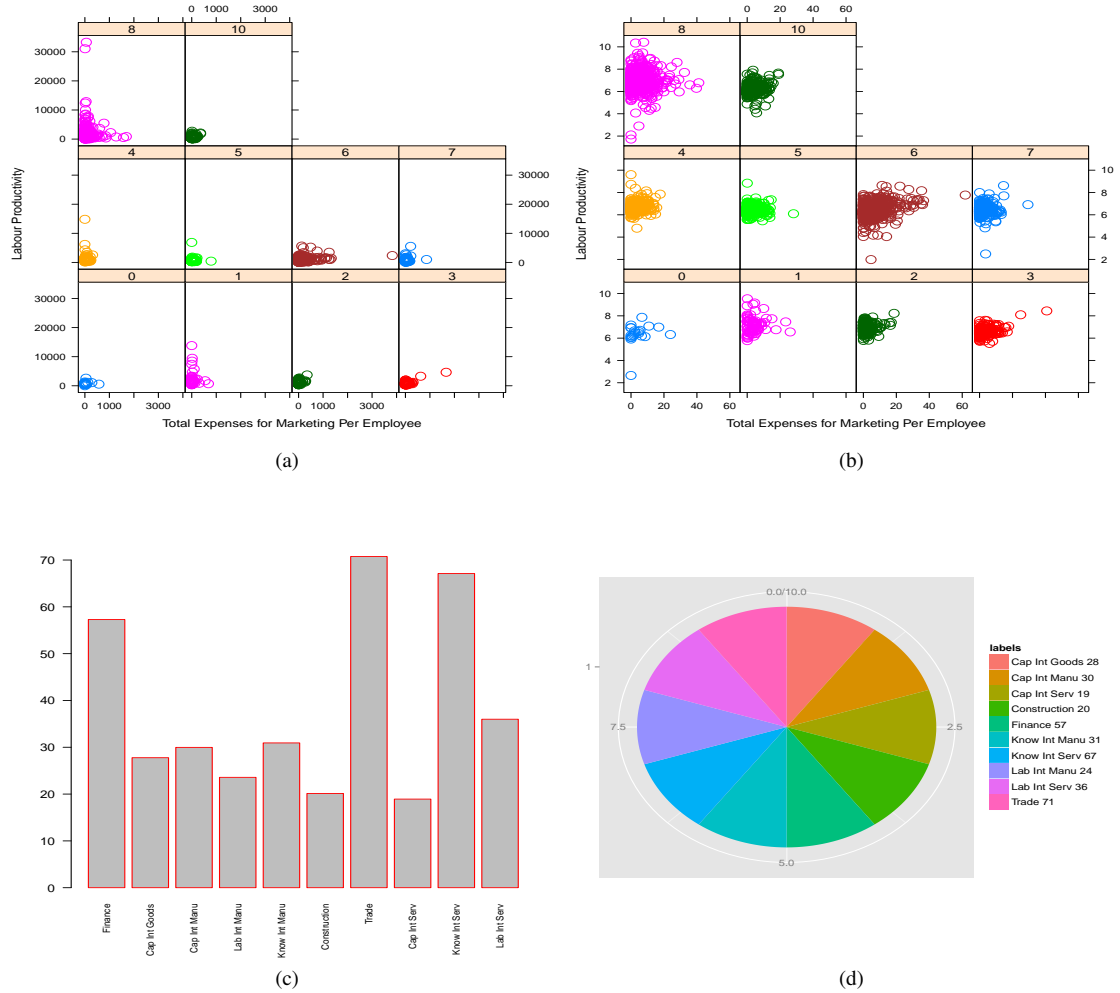 0 1000 3000
8 10
30000
20000
10000
0
4 5 6 7
30000
20000
10000
0
0 1 2 3
30000
20000
10000
0
0 1000 3000 0 1000 3000
Labour Productivity
Total Expenses for Marketing Per Employee
(a)
0 20 40 60
8 10
10
8
6
4
2
4 5 6 7
10
8
6
4
2
0 1 2 3
10
8
6
4
2
0 20 40 60 0 20 40 60
Labour Productivity
Total Expenses for Marketing Per Employee
(b)
70
60
50
40
30
20
10
0
Finance
Cap Int Goods
Cap Int Manu
Lab Int Manu
Know Int Manu
Construction
Trade
Cap Int Serv
Know Int Serv
Lab Int Serv
(c)
0.0/10.0
1
7.5
2.5
5.0
labels
Cap Int Goods 28
Cap Int Manu 30
Cap Int Serv 19
Construction 20
Finance 57
Know Int Manu 31
Know Int Serv 67
Lab Int Manu 24
Lab Int Serv 36
Trade 71
(d)